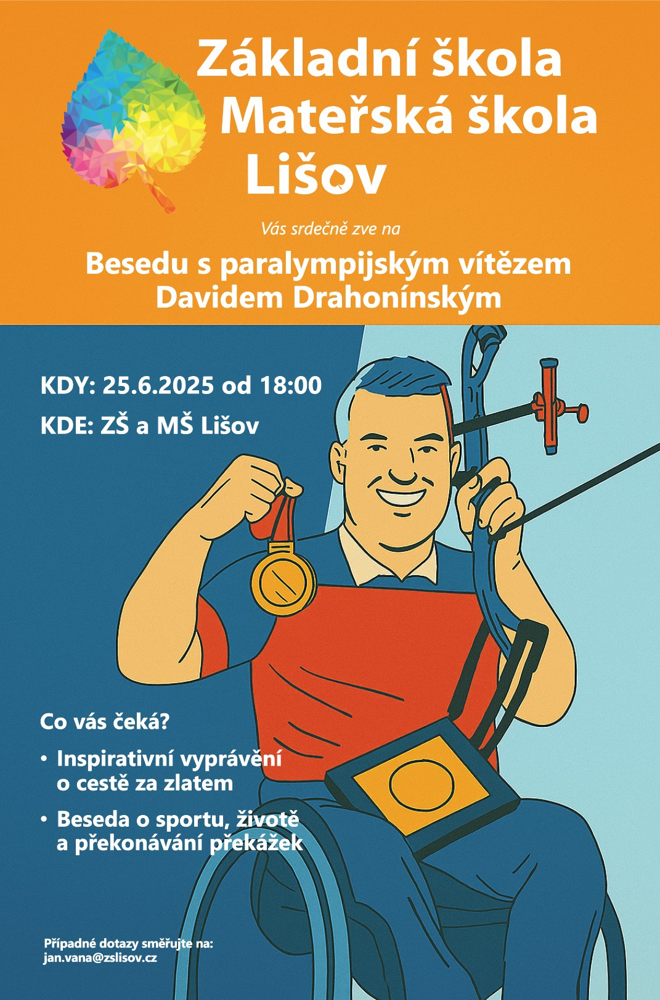 Základní škola
Mateřská škola
Lišov
Vás srdečně zve na
Besedu s paralympijským vítězem
Davidem Drahonínským
KDY: 25.6.2025 od 18:00
KDE: ZŠ a MŠ Lišov
Co vás čeká?
• Inspirativní vyprávění
o cestě za zlatem
• Beseda o sportu, životě
a překonávání překážek
Případné dotazy směřujte na:
jan.vana@zslisov.cz